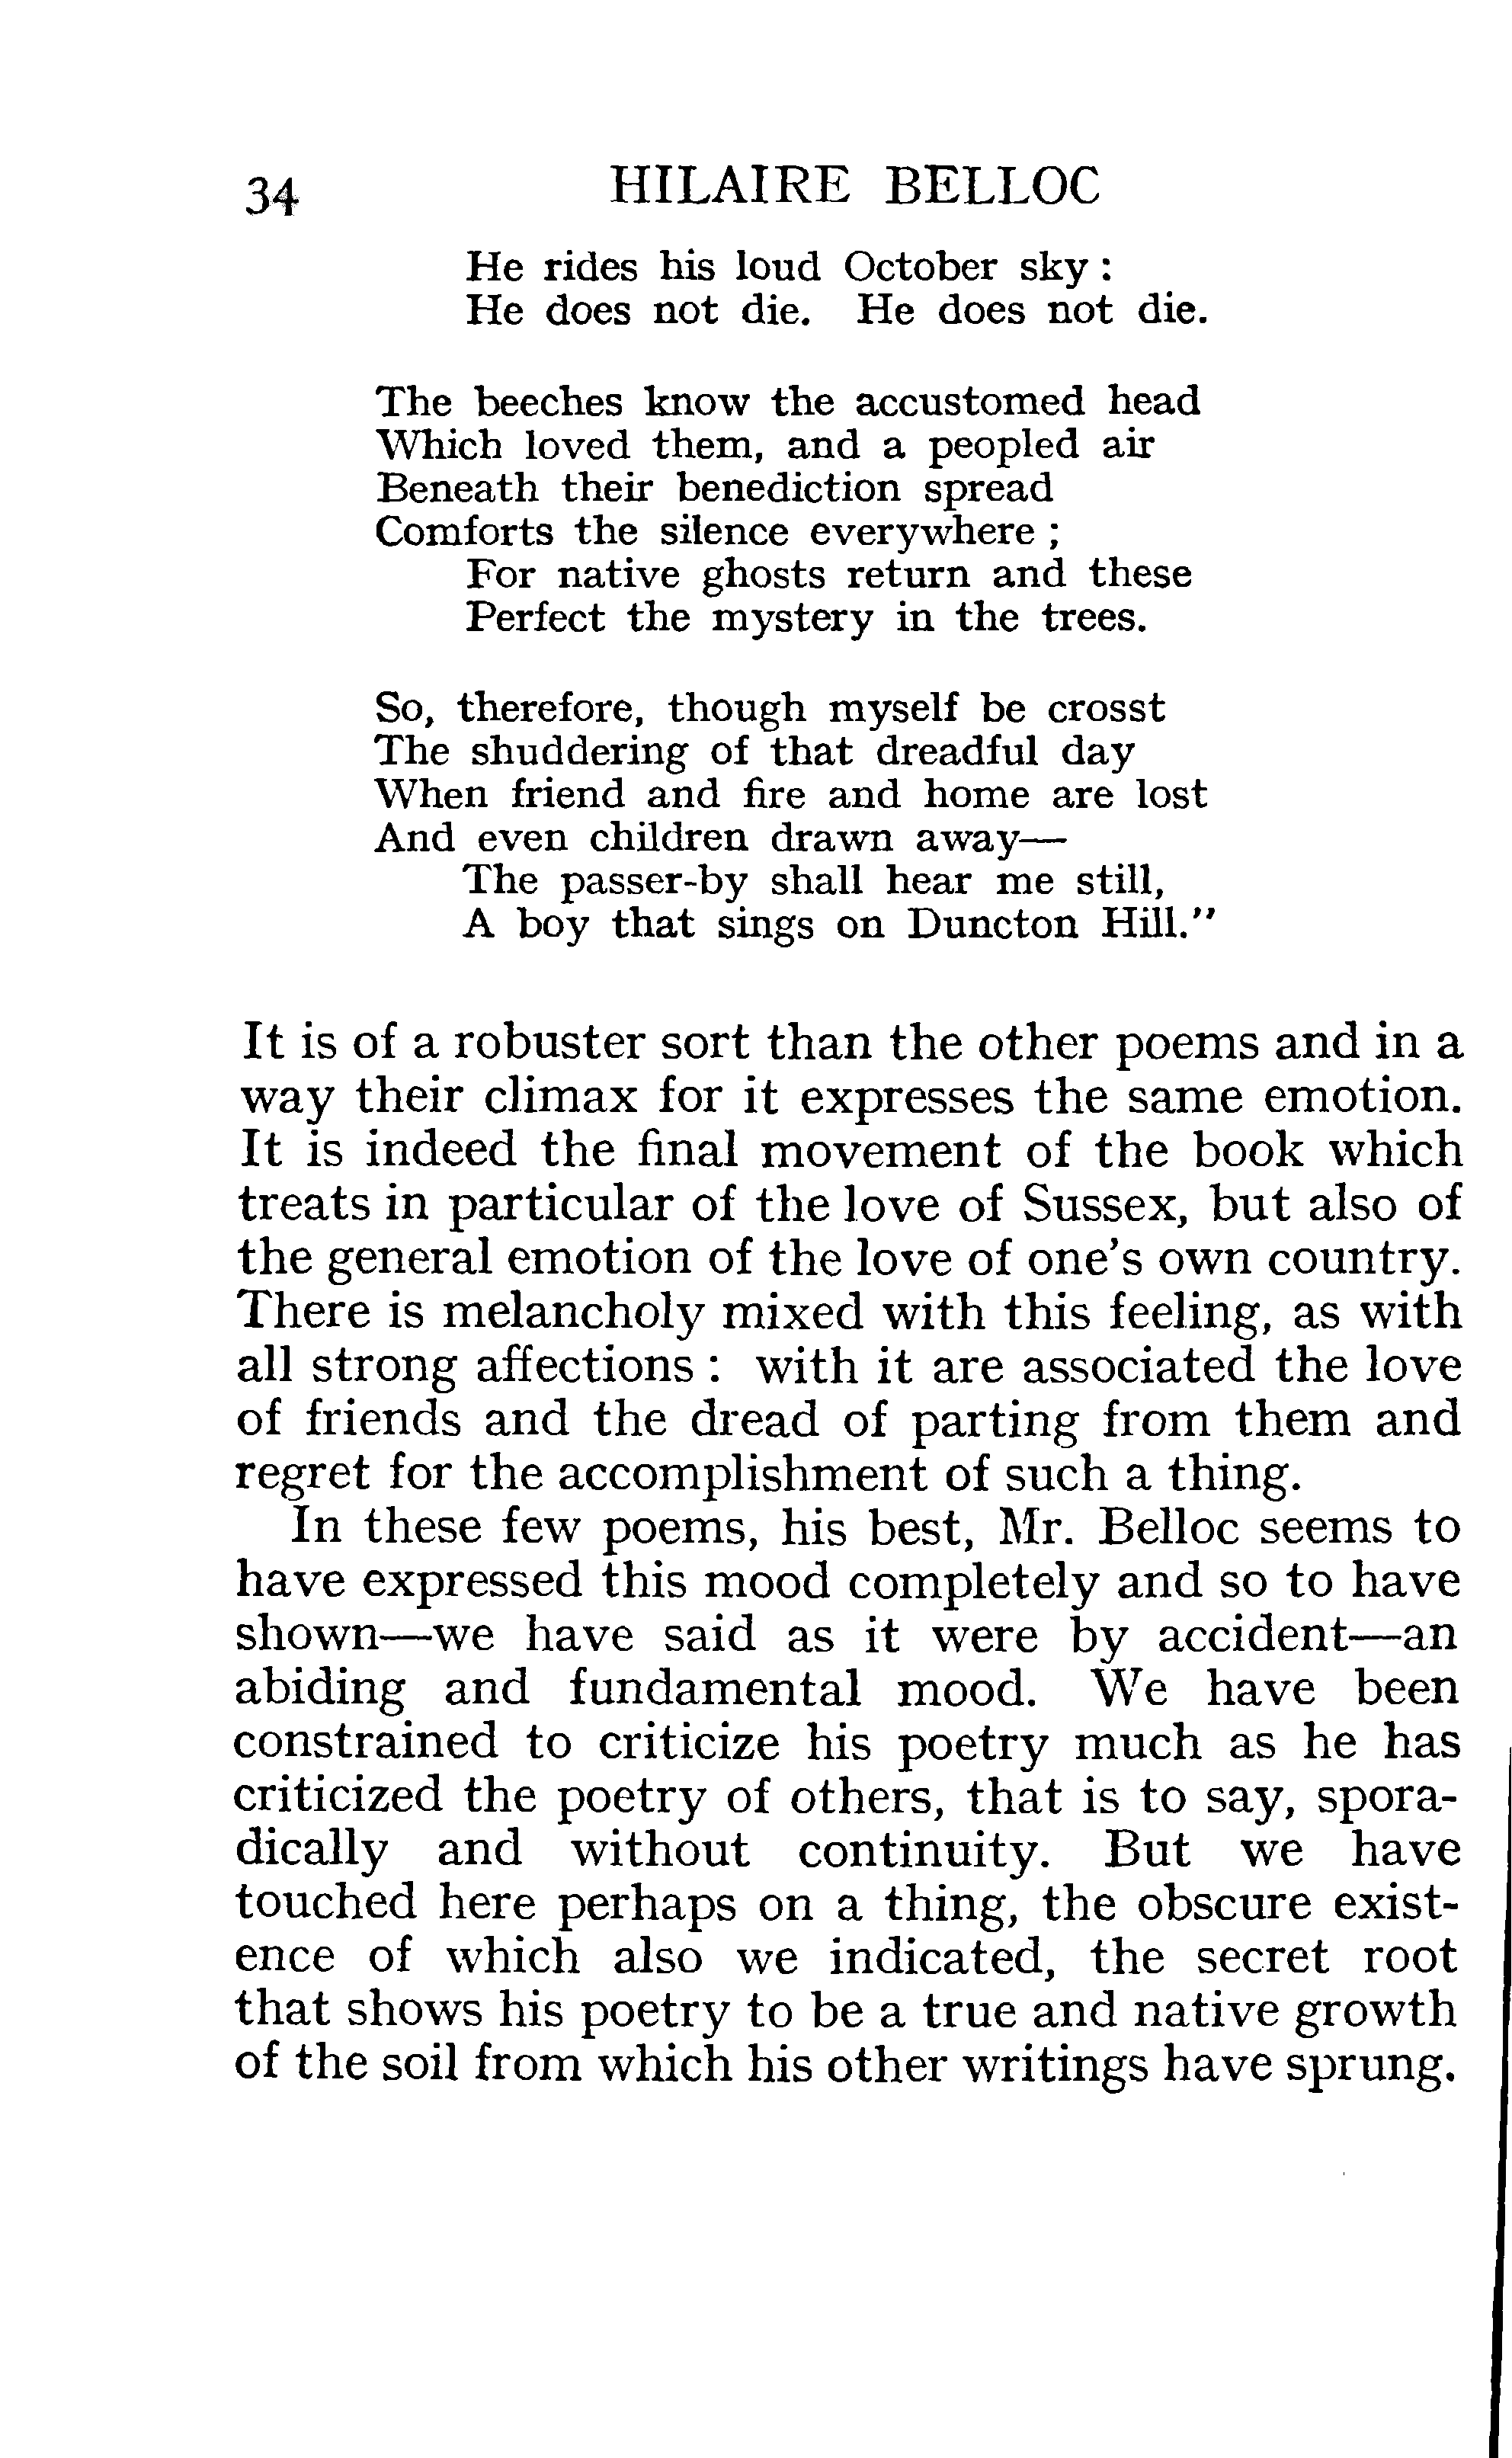 34 HILAIRE BELLOC
He rides his loud October sky :
He does not die. He does not die.
The beeches know the accustomed head
Which loved them, and a peopled air
Beneath their benediction spread
Comforts the silence everywhere ;
For native ghosts return and these
Perfect the mystery in the trees.
So, therefore, though myself be crosst
The shuddering of that dreadful day
When friend and fire and home are lost
And even children drawn away—
The passer-by shall hear me still,
A boy that sings on Duncton Hill."
It is of a robuster sort than the other poems and in a
way their climax for it expresses the same emotion.
It is indeed the final movement of the book which
treats in particular of the love of Sussex, but also of
the general emotion of the love of one's own country.
There is melancholy mixed with this feeling, as with
all strong affections : with it are associated the love
of friends and the dread of parting from them and
regret for the accomplishment of such a thing.
In these few poems, his best, Mr. Belloc seems to
have expressed this mood completely and so to have
shown—we have said as it were by accident—an
abiding and fundamental mood. We have been
constrained to criticize his poetry much as he has
criticized the poetry of others, that is to say, spora-
dically and without continuity. But we have
touched here perhaps on a thing, the obscure exist-
ence of which also we indicated, the secret root
that shows his poetry to be a true and native growth
of the soil from which his other writings have sprung.